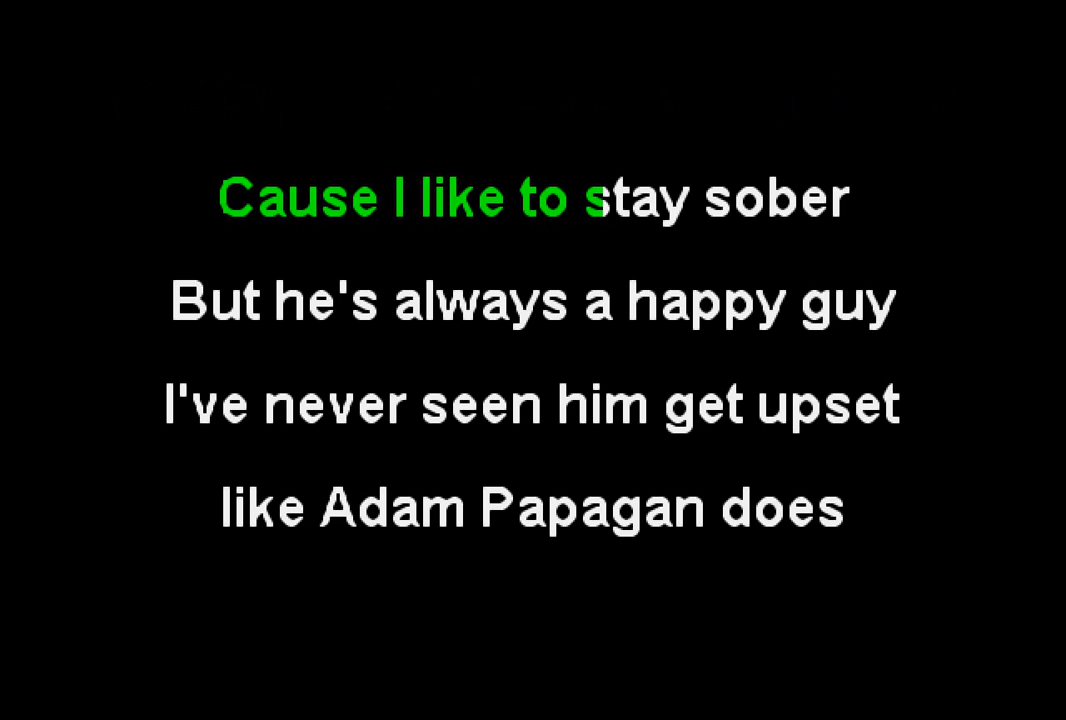 Cause I like to stay sober
But he's always a happy guy
I've never seen him get upset
like Adam Papagan does